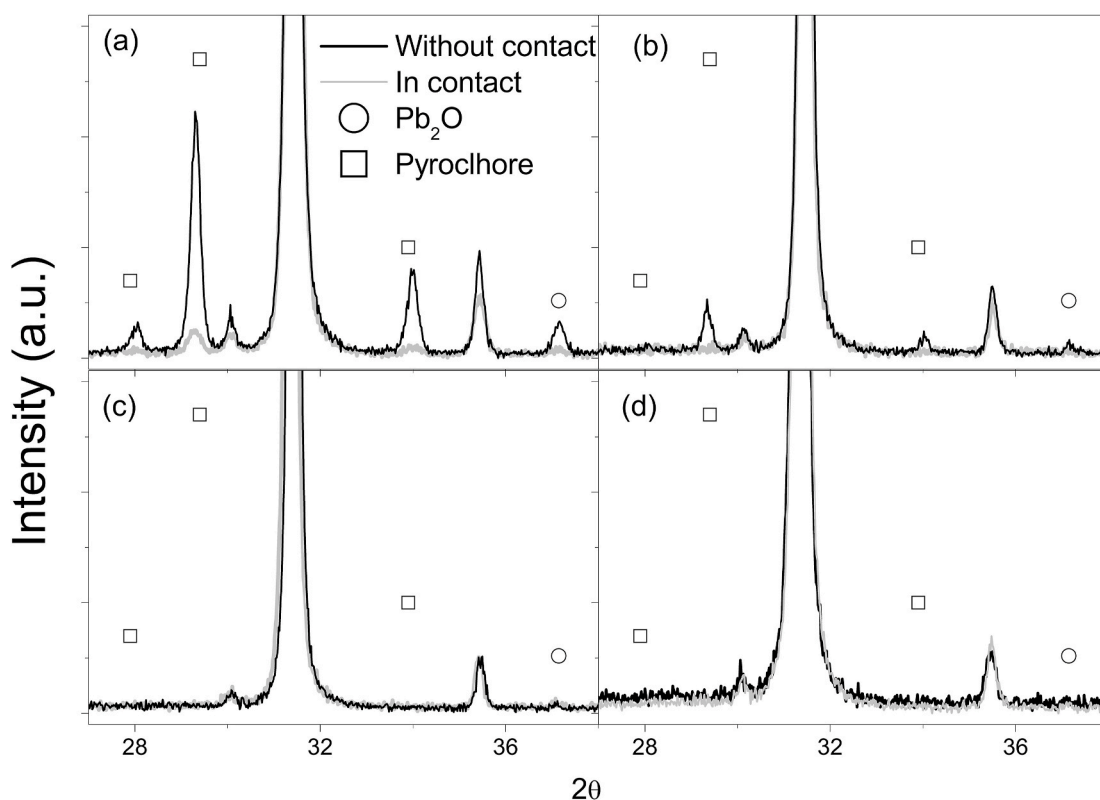 (a)
Without contact
In contact
Pb₂O
Pyroclhore
(b)
(c)
(d)
Intensity (a.u.)
28 32 36 28 32 36
2θ